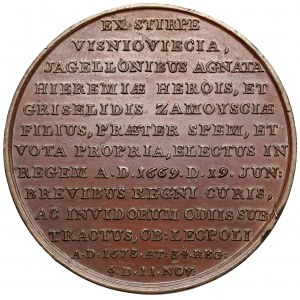 EX STIRPE
VISNIOVIECIA,
JAGELLONIBUS AGNATA
HIEREMIÆ HEROIS, ET
GRISELIDIS ZAMOYSCIÆ
FILIUS, PRÆTER SPEM, ET
VOTA PROPRIA, ELECTUS IN
REGEM A.D.1669.D.19.JUN:
BREVIBUS REGNI CURIS,
AC INVIDORUM ODIIS SUB
TRACTUS, OB: LEOPOLI
A.D.1673.ÆT:34.REG:
4.D.11.NOV: